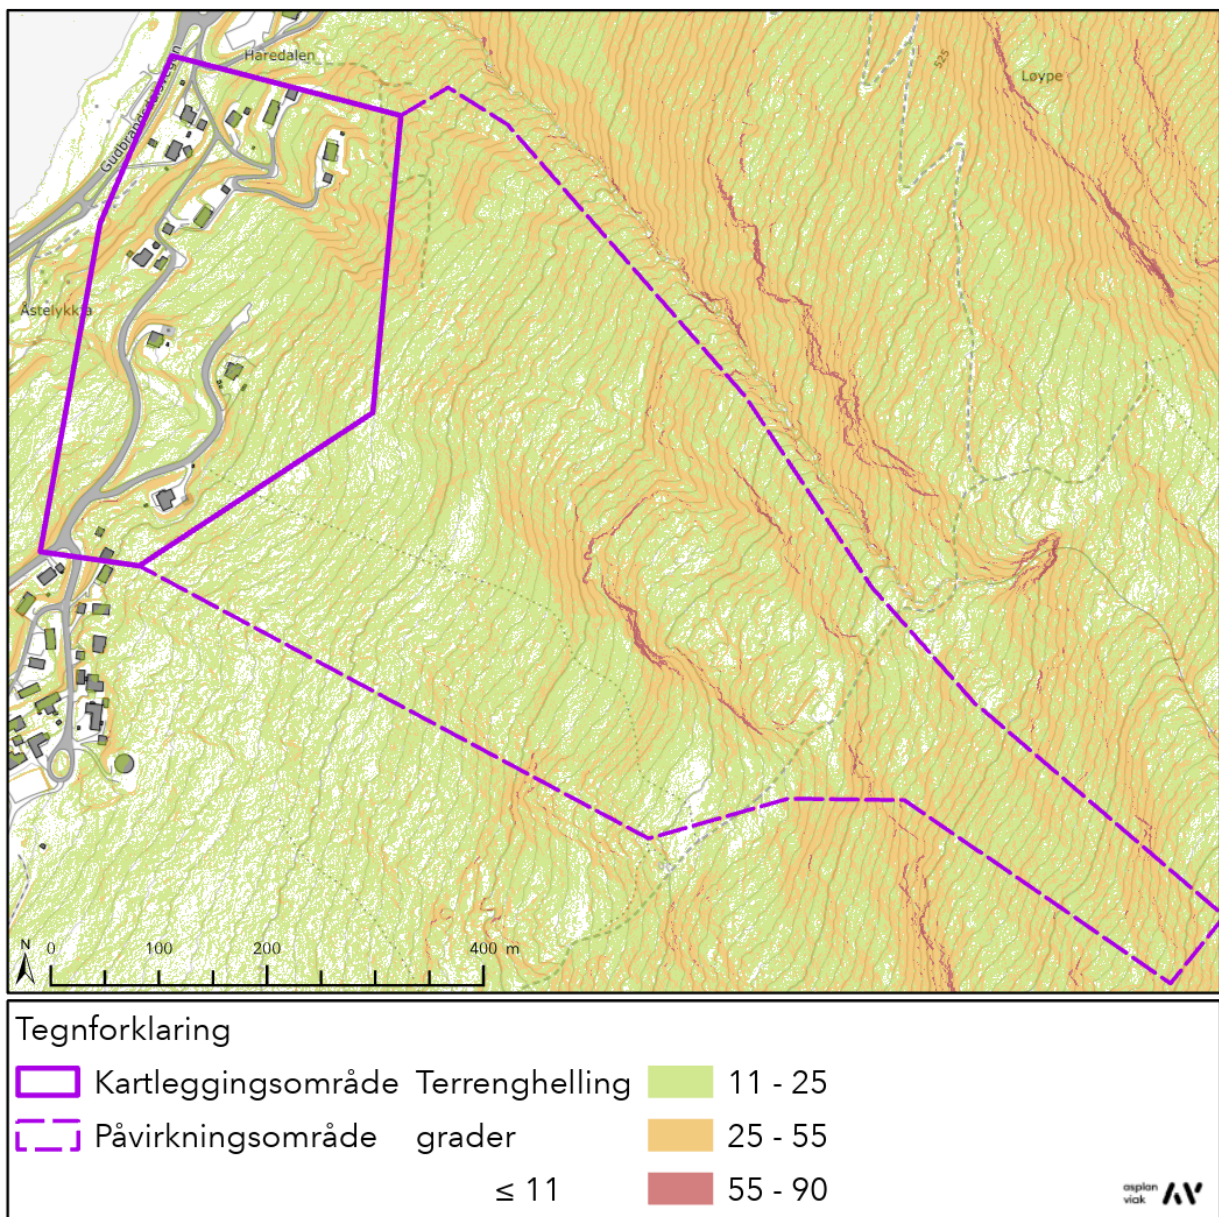 Haredalen
Gudbrandsdalsvegen
525
Løype
Åstelykkja
N
0
100
200
400 m
Tegnforklaring
Kartleggingsområde
Påvirkningsområde
Terrenghelling
grader
≤ 11
11 - 25
25 - 55
55 - 90
asplan
viak